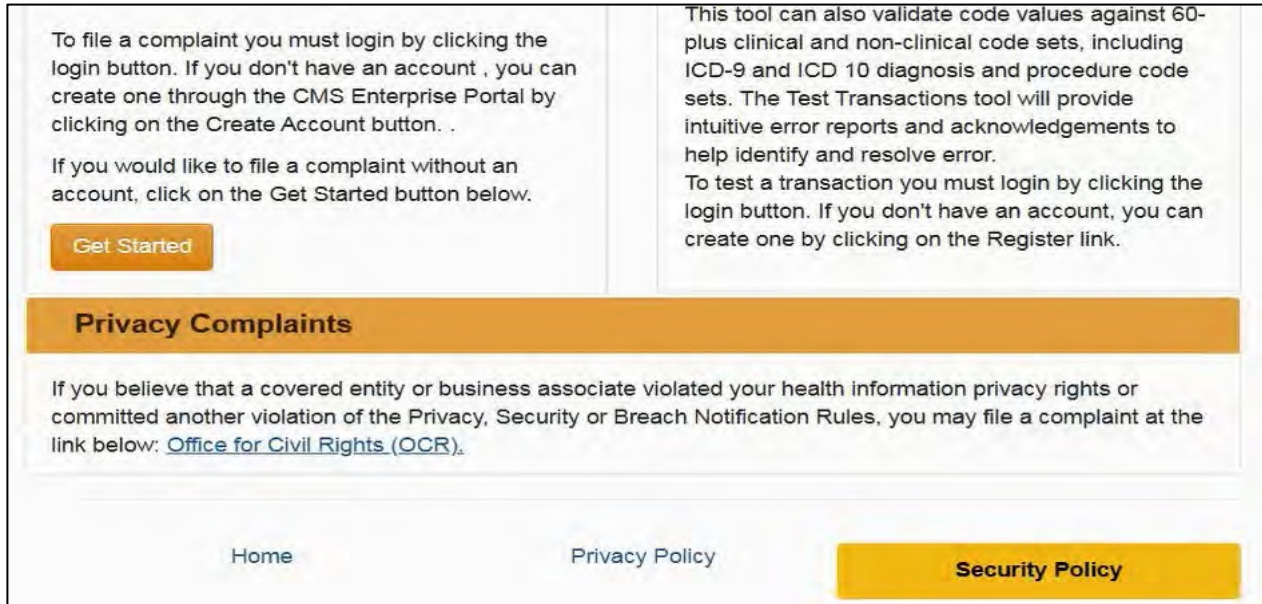 To file a complaint you must login by clicking the
login button. If you don't have an account , you can
create one through the CMS Enterprise Portal by
clicking on the Create Account button. .
If you would like to file a complaint without an
account, click on the Get Started button below.
Get Started
This tool can also validate code values against 60-
plus clinical and non-clinical code sets, including
ICD-9 and ICD 10 diagnosis and procedure code
sets. The Test Transactions tool will provide
intuitive error reports and acknowledgements to
help identify and resolve error.
To test a transaction you must login by clicking the
login button. If you don't have an account, you can
create one by clicking on the Register link.
Privacy Complaints
If you believe that a covered entity or business associate violated your health information privacy rights or
committed another violation of the Privacy, Security or Breach Notification Rules, you may file a complaint at the
link below: Office for Civil Rights (OCR).
Home
Privacy Policy
Security Policy